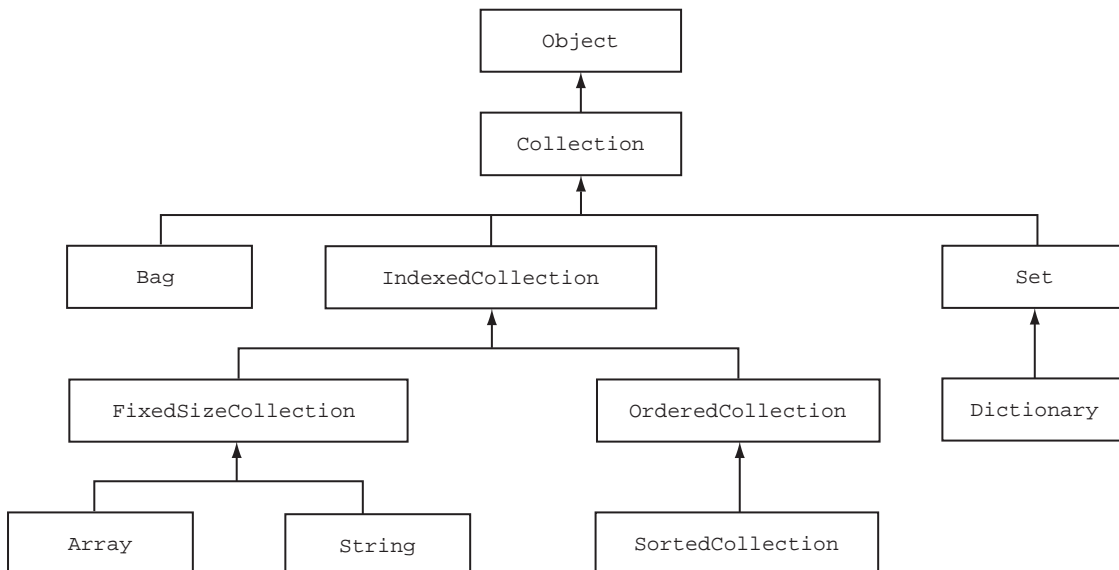 Object
Collection
Bag
IndexedCollection
Set
FixedSizeCollection
OrderedCollection
Dictionary
Array
String
SortedCollection